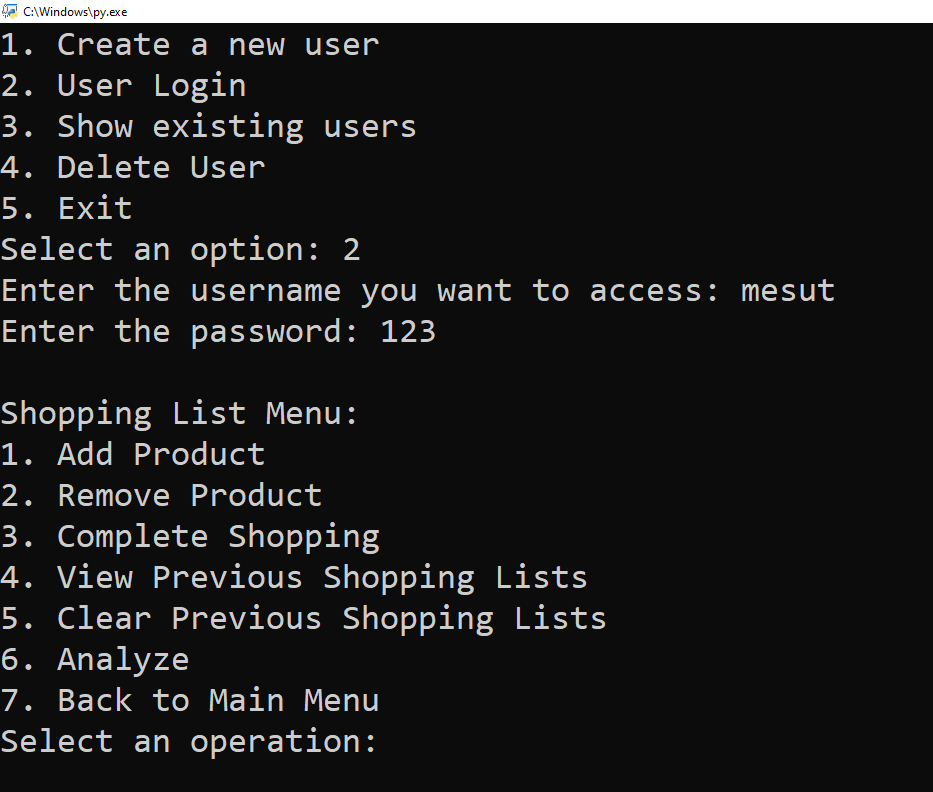 C:\Windows\py.exe
1. Create a new user
2. User Login
3. Show existing users
4. Delete User
5. Exit
Select an option: 2
Enter the username you want to access: mesut
Enter the password: 123

Shopping List Menu:
1. Add Product
2. Remove Product
3. Complete Shopping
4. View Previous Shopping Lists
5. Clear Previous Shopping Lists
6. Analyze
7. Back to Main Menu
Select an operation: